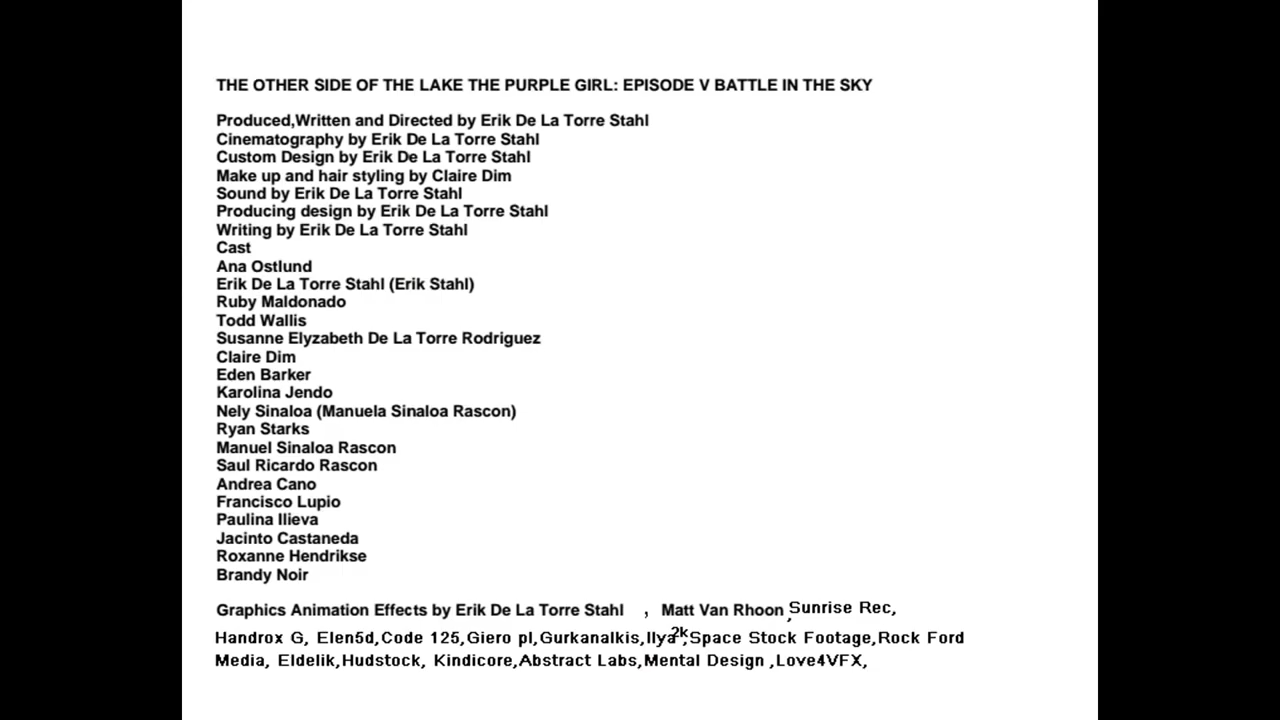 THE OTHER SIDE OF THE LAKE THE PURPLE GIRL: EPISODE V BATTLE IN THE SKY
Produced,Written and Directed by Erik De La Torre Stahl
Cinematography by Erik De La Torre Stahl
Custom Design by Erik De La Torre Stahl
Make up and hair styling by Claire Dim
Sound by Erik De La Torre Stahl
Producing design by Erik De La Torre Stahl
Writing by Erik De La Torre Stahl
Cast
Ana Ostlund
Erik De La Torre Stahl (Erik Stahl)
Ruby Maldonado
Todd Wallis
Susanne Elyzabeth De La Torre Rodriguez
Claire Dim
Eden Barker
Karolina Jendo
Nely Sinaloa (Manuela Sinaloa Rascon)
Ryan Starks
Manuel Sinaloa Rascon
Saul Ricardo Rascon
Andrea Cano
Francisco Lupio
Paulina Ilieva
Jacinto Castaneda
Roxanne Hendrikse
Brandy Noir
Graphics Animation Effects by Erik De La Torre Stahl , Matt Van Rhoon, Sunrise Rec,
Handrox G, Elen5d,Code 125,Giero pl,Gurkanalkis,Ilya2k,Space Stock Footage,Rock Ford
Media, Eldelik,Hudstock, Kindicore,Abstract Labs,Mental Design ,Love4VFX,